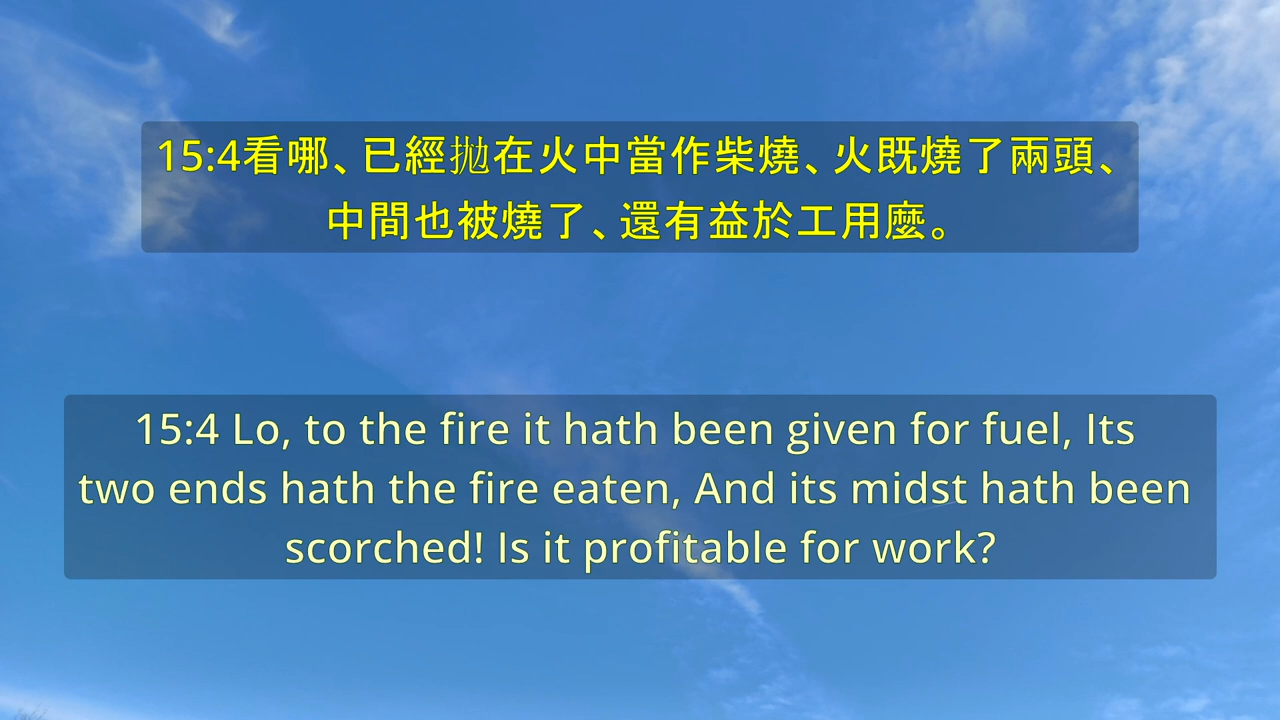 15:4看哪、已經拋在火中當作柴燒、火既燒了兩頭、
中間也被燒了、還有益於工用麼。
15:4 Lo, to the fire it hath been given for fuel, Its
two ends hath the fire eaten, And its midst hath been
scorched! Is it profitable for work?